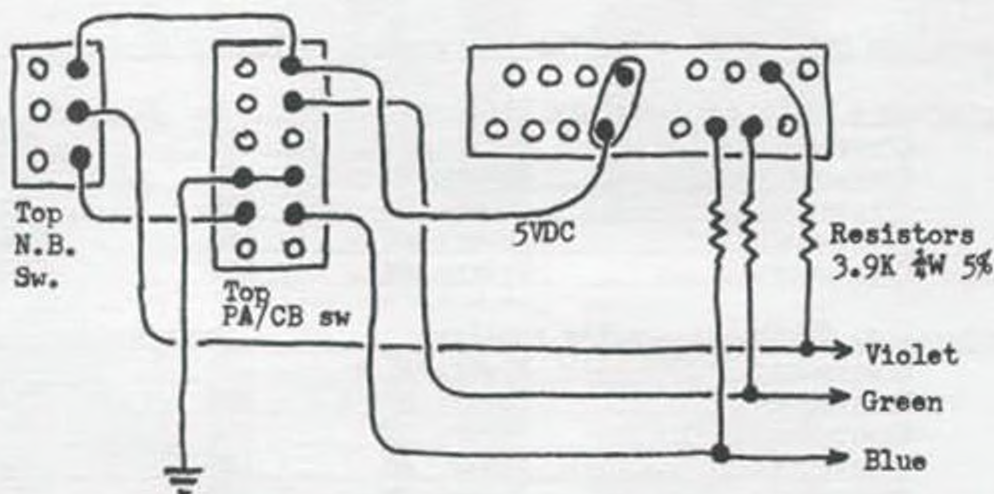 Top
N.B.
Sw.
Top
PA/CB sw
5VDC
Resistors
3.9K ¼W 5%
Violet
Green
Blue